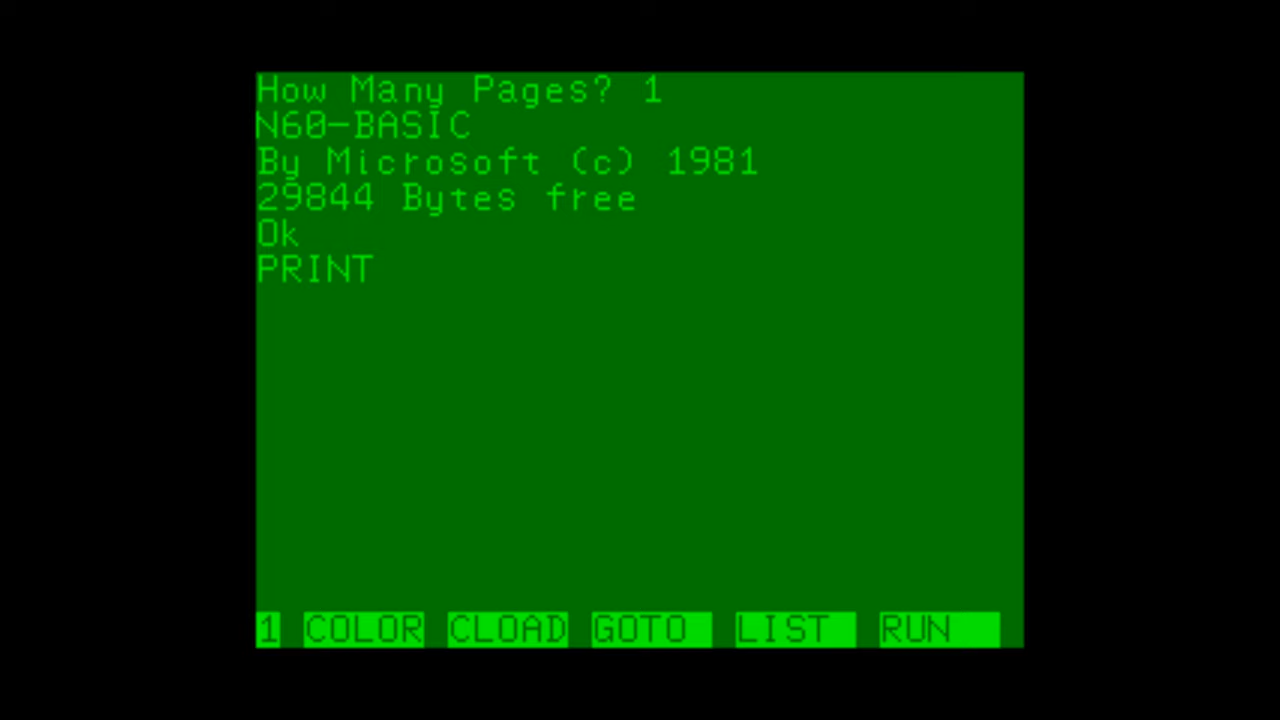 How Many Pages? 1
N60-BASIC
By Microsoft (c) 1981
29844 Bytes free
Ok
PRINT
1 COLOR CLOAD GOTO LIST RUN